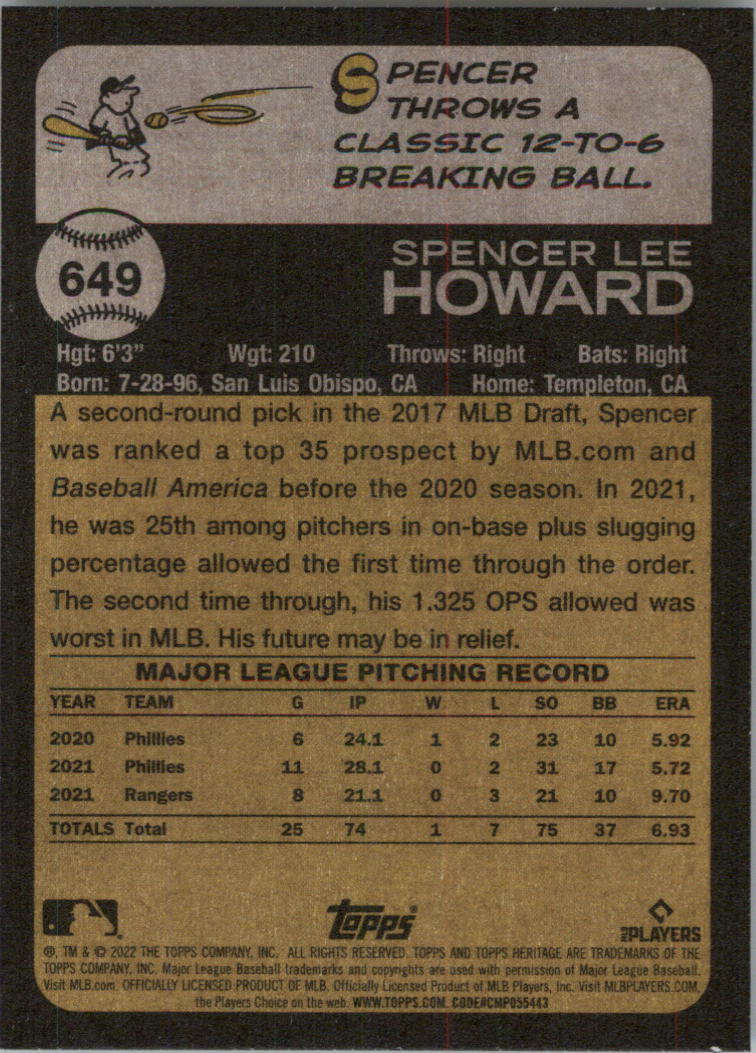 SPENCER
THROWS A
CLASSIC 12-TO-6
BREAKING BALL.
649
SPENCER LEE
HOWARD
Hgt: 6'3" Wgt: 210 Throws: Right Bats: Right
Born: 7-28-96, San Luis Obispo, CA Home: Templeton, CA
A second-round pick in the 2017 MLB Draft, Spencer
was ranked a top 35 prospect by MLB.com and
Baseball America before the 2020 season. In 2021,
he was 25th among pitchers in on-base plus slugging
percentage allowed the first time through the order.
The second time through, his 1.325 OPS allowed was
worst in MLB. His future may be in relief.
MAJOR LEAGUE PITCHING RECORD
YEAR TEAM G IP W L SO BB ERA
2020 Phillies 6 24.1 1 2 23 10 5.92
2021 Phillies 11 28.1 0 2 31 17 5.72
2021 Rangers 8 21.1 0 3 21 10 9.70
TOTALS Total 25 74 1 7 75 37 6.93
Topps®
MLB PLAYERS
®, TM & © 2022 THE TOPPS COMPANY, INC. ALL RIGHTS RESERVED. TOPPS AND TOPPS HERITAGE ARE TRADEMARKS OF THE
TOPPS COMPANY, INC. Major League Baseball trademarks and copyrights are used with permission of Major League Baseball.
Visit MLB.com. OFFICIALLY LICENSED PRODUCT OF MLB. Officially Licensed Product of MLB Players, Inc. Visit MLBPLAYERS.COM,
the Players Choice on the web. WWW.TOPPS.COM. CODE#CMP055443